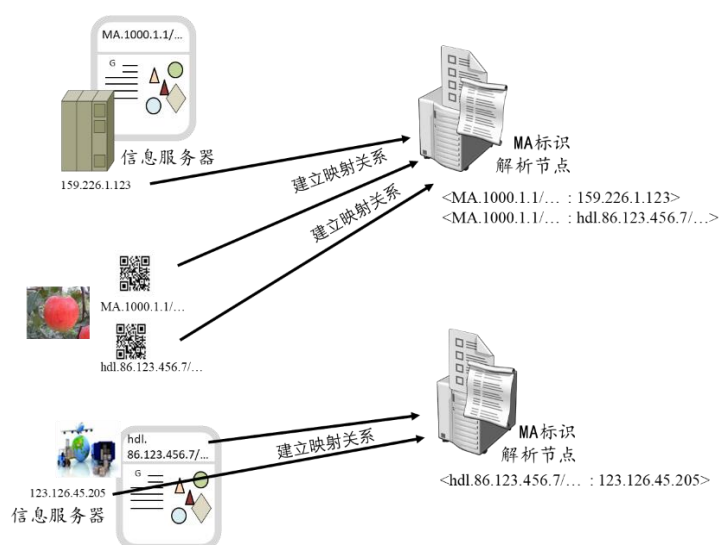 MA.1000.1.1/…
G
信息服务器
159.226.1.123
建立映射关系
建立映射关系
MA标识
解析节点
<MA.1000.1.1/… : 159.226.1.123>
<MA.1000.1.1/… : hdl.86.123.456.7/…>
MA.1000.1.1/…
hdl.86.123.456.7/…
hdl.
86.123.456.7/…
G
建立映射关系
123.126.45.205
信息服务器
MA标识
解析节点
<hdl.86.123.456.7/… : 123.126.45.205>